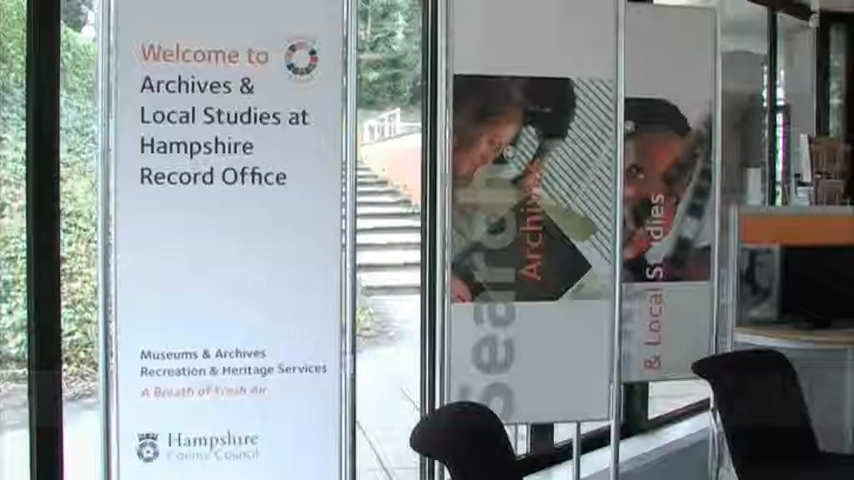 Welcome to
Archives &
Local Studies at
Hampshire
Record Office
Museums & Archives
Recreation & Heritage Services
A Breath of Fresh Air
Hampshire
County Council
Search
Archives
& Local Studies